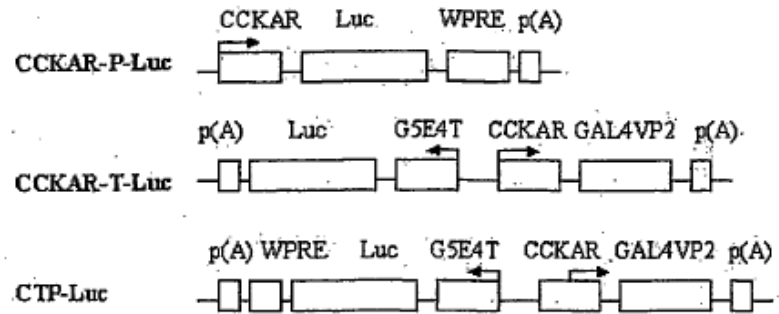 CCKAR Luc WPRE p(A)
CCKAR-P-Luc
p(A) Luc G5E4T CCKAR GAL4VP2 p(A)
CCKAR-T-Luc
p(A) WPRE Luc G5E4T CCKAR GAL4VP2 p(A)
CTP-Luc